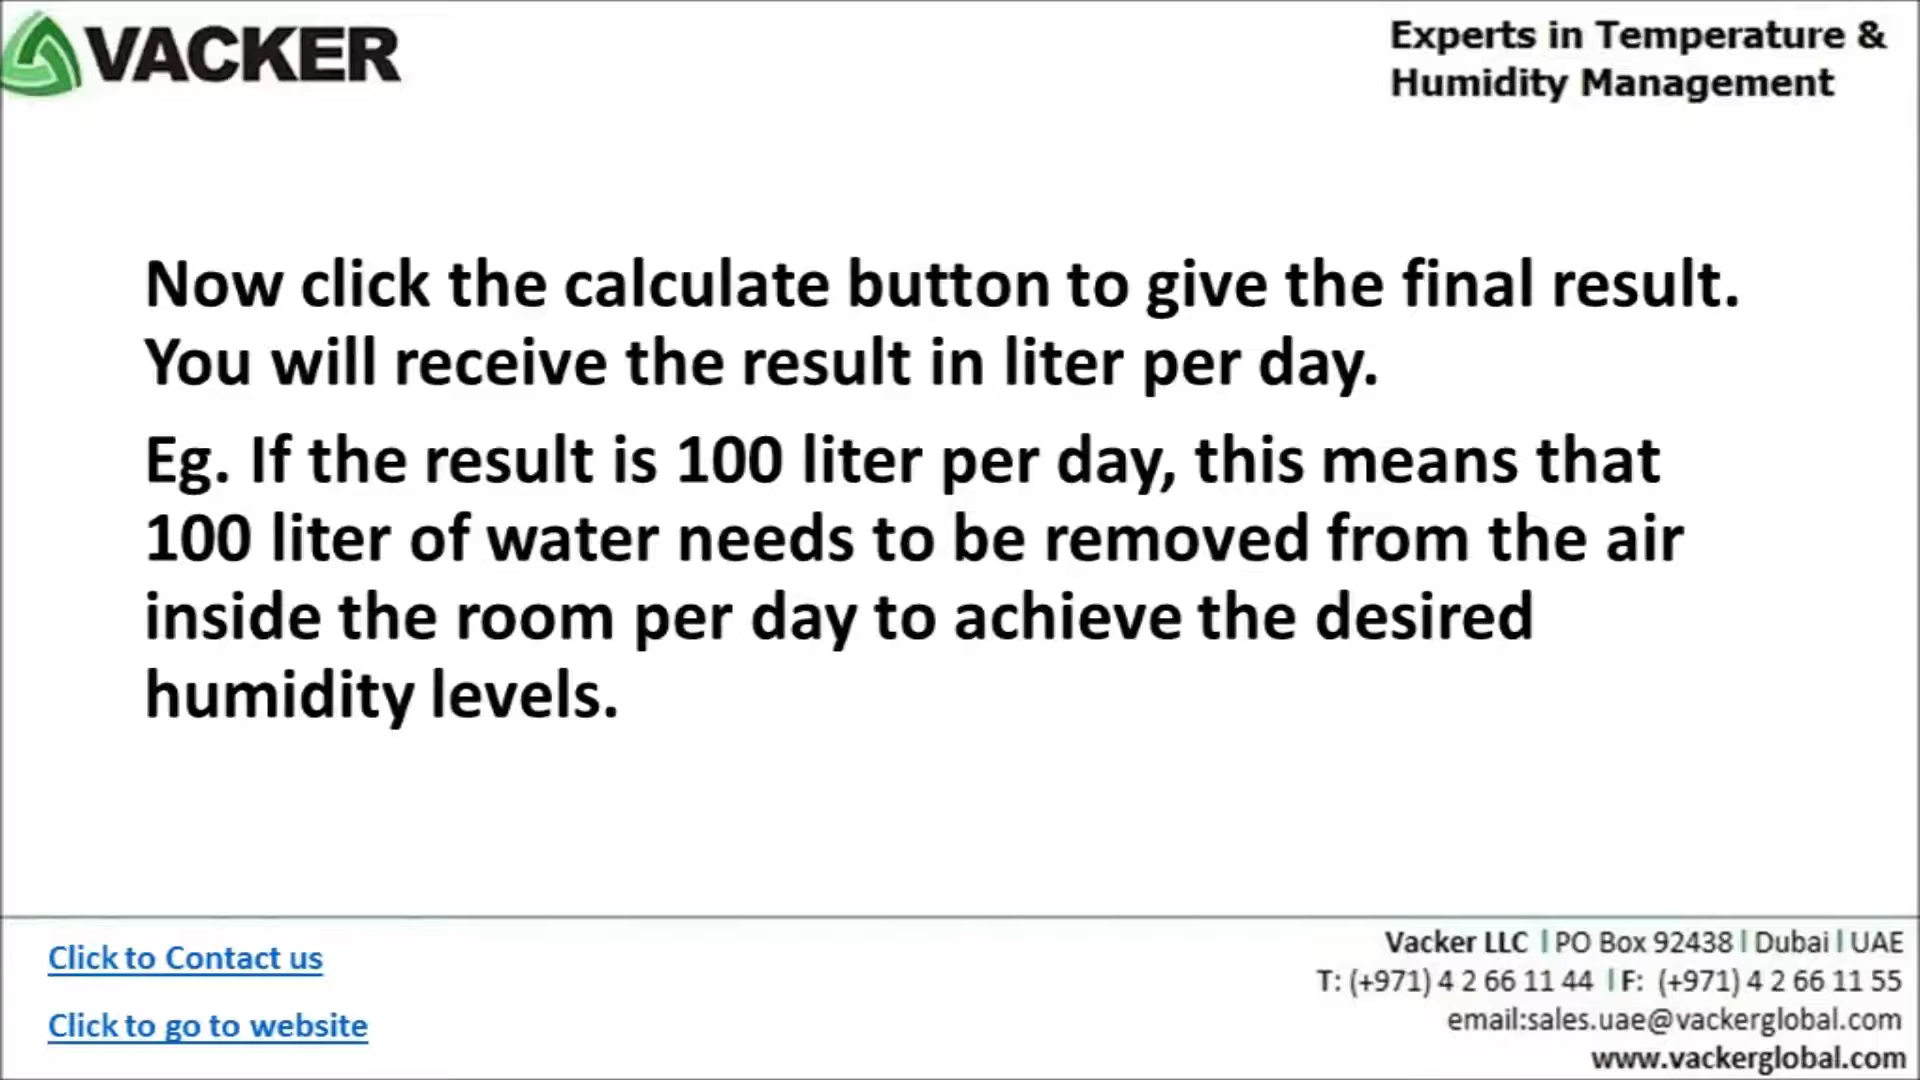 VACKER
Experts in Temperature &
Humidity Management
Now click the calculate button to give the final result.
You will receive the result in liter per day.
Eg. If the result is 100 liter per day, this means that
100 liter of water needs to be removed from the air
inside the room per day to achieve the desired
humidity levels.
Click to Contact us
Click to go to website
Vacker LLC | PO Box 92438 | Dubai | UAE
T: (+971) 4 2 66 11 44 | F: (+971) 4 2 66 11 55
email:sales.uae@vackerglobal.com
www.vackerglobal.com